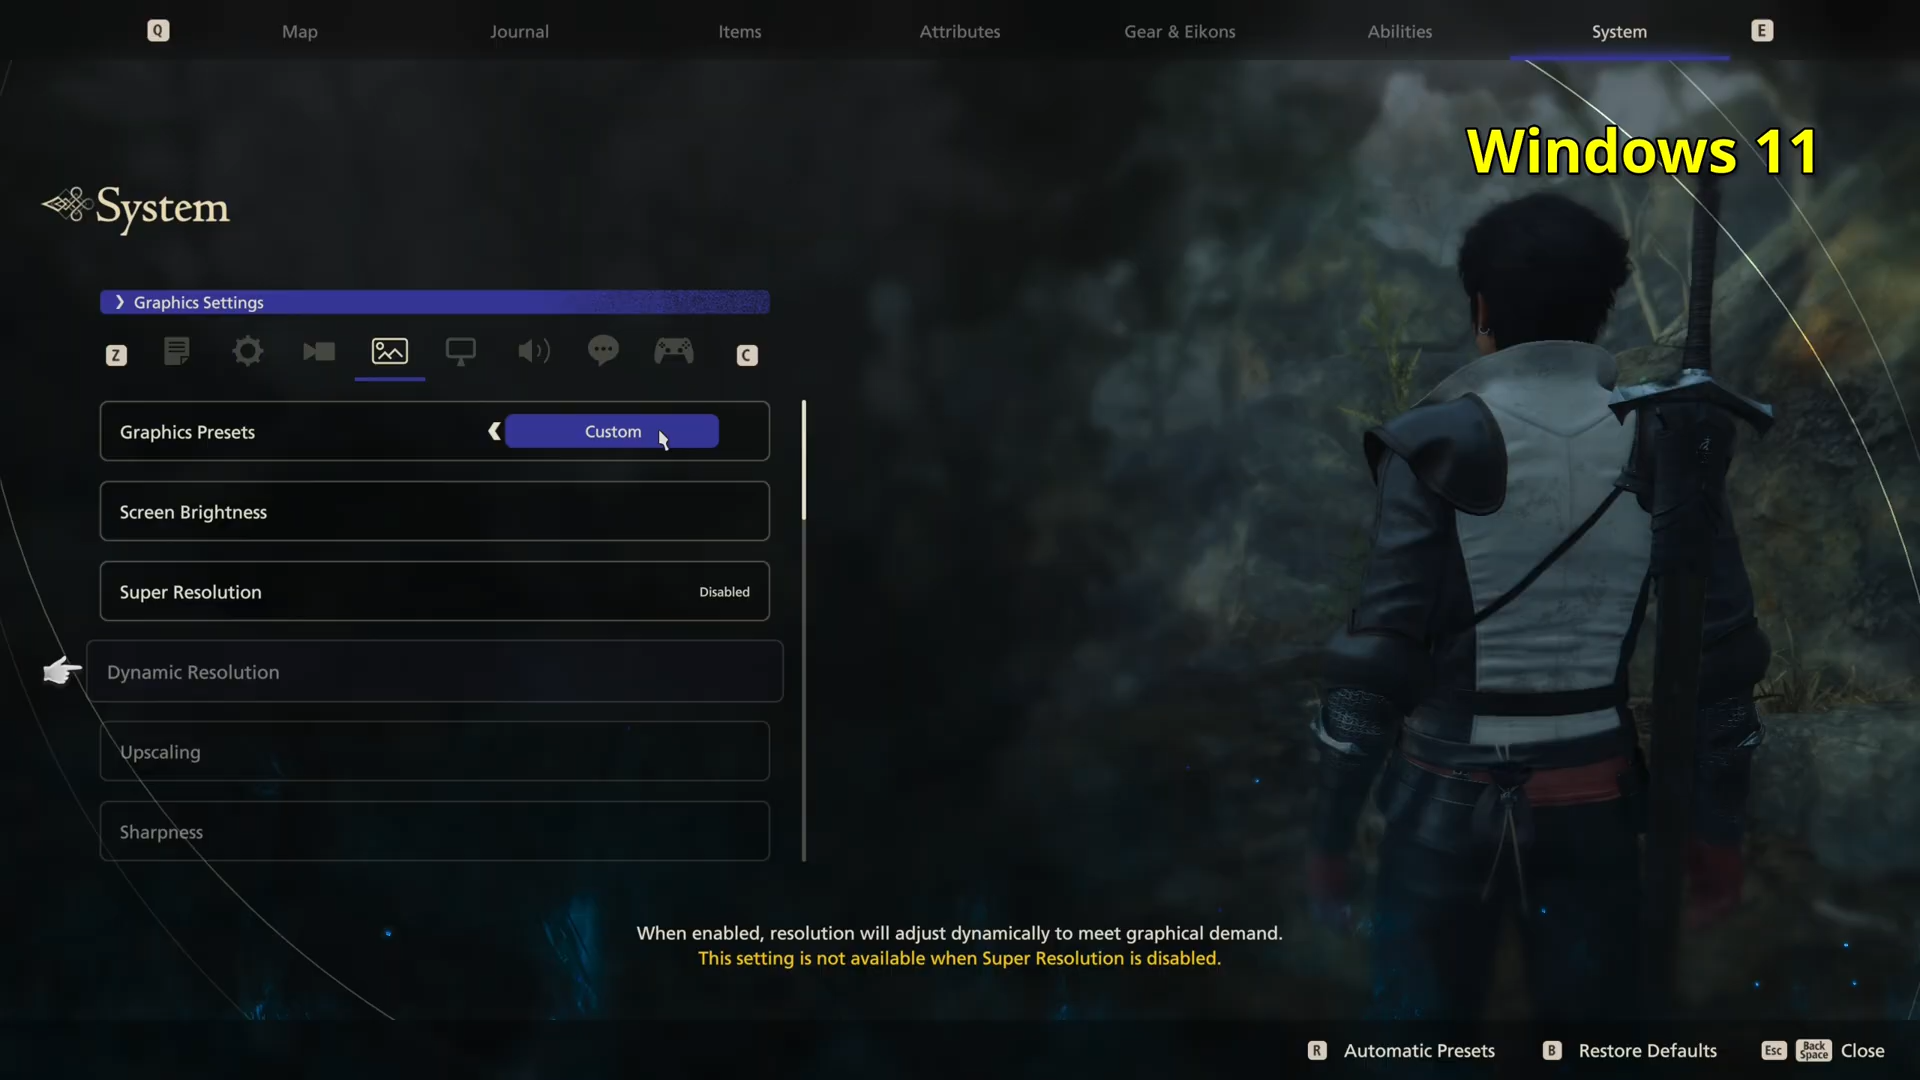 Q Map Journal Items Attributes Gear & Eikons Abilities System E
Windows 11
System
Graphics Settings
Z C
Graphics Presets Custom
Screen Brightness
Super Resolution Disabled
Dynamic Resolution
Upscaling
Sharpness
When enabled, resolution will adjust dynamically to meet graphical demand.
This setting is not available when Super Resolution is disabled.
R Automatic Presets B Restore Defaults Esc Back Space Close